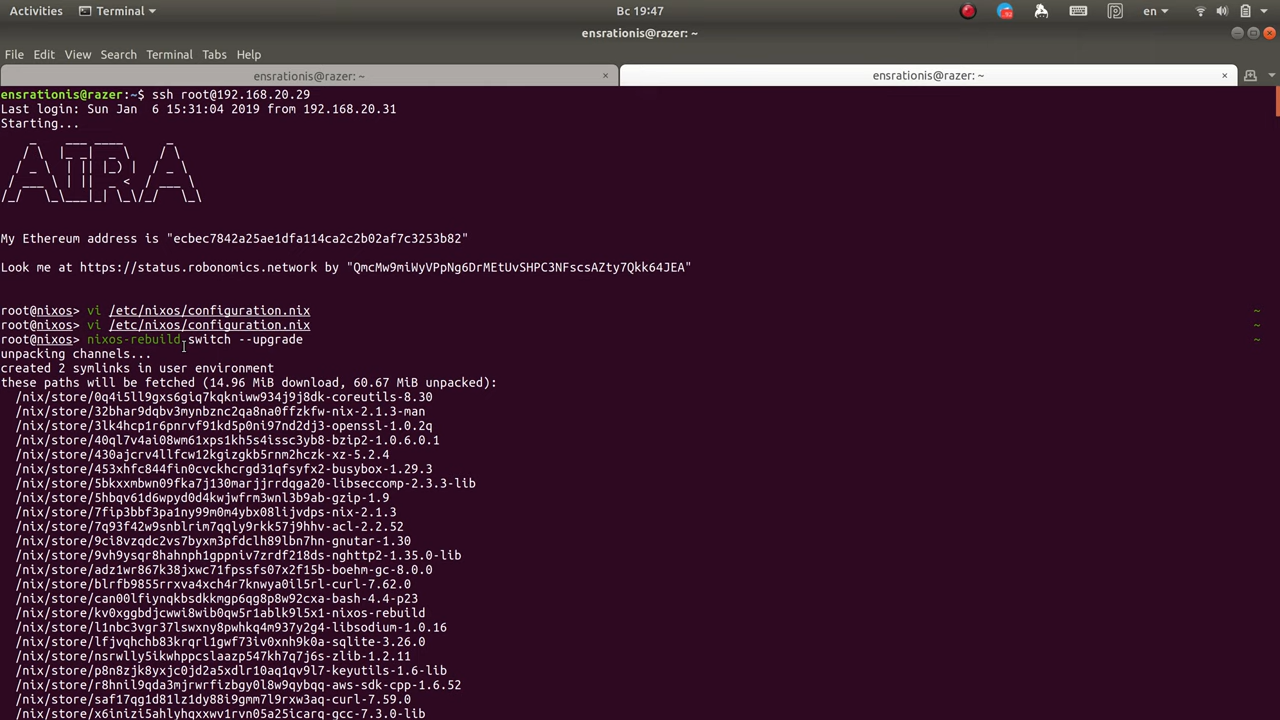 Activities
Terminal
Вс 19:47
en
ensrationis@razer: ~
File Edit View Search Terminal Tabs Help
ensrationis@razer: ~
ensrationis@razer: ~
ensrationis@razer:~$ ssh root@192.168.20.29
Last login: Sun Jan  6 15:31:04 2019 from 192.168.20.31
Starting...
AIRA
My Ethereum address is "ecbec7842a25ae1dfa114ca2c2b02af7c3253b82"
Look me at https://status.robonomics.network by "QmcMw9miWyVPpNg6DrMEtUvSHPC3NFscsAZty7Qkk64JEA"
root@nixos> vi /etc/nixos/configuration.nix ~
root@nixos> vi /etc/nixos/configuration.nix ~
root@nixos> nixos-rebuild switch --upgrade ~
unpacking channels...
created 2 symlinks in user environment
these paths will be fetched (14.96 MiB download, 60.67 MiB unpacked):
/nix/store/0q4i5ll9gxs6giq7kqkniww934j9j8dk-coreutils-8.30
/nix/store/32bhar9dqbv3mynbznc2qa8na0ffzkfw-nix-2.1.3-man
/nix/store/3lk4hcp1r6pnrvf91kd5p0ni97nd2dj3-openssl-1.0.2q
/nix/store/40ql7v4ai08wm61xps1kh5s4issc3yb8-bzip2-1.0.6.0.1
/nix/store/430ajcrv4llfcw12kgizgkb5rnm2hczk-xz-5.2.4
/nix/store/453xhfc844fin0cvckhcrgd31qfsyfx2-busybox-1.29.3
/nix/store/5bkxxmbwn09fka7j130marjjrrdqga20-libseccomp-2.3.3-lib
/nix/store/5hbqv61d6wpyd0d4kwjwfrm3wnl3b9ab-gzip-1.9
/nix/store/7fip3bbf3pa1ny99m0m4ybx08lijvdps-nix-2.1.3
/nix/store/7q93f42w9snblrim7qqly9rkk57j9hhv-acl-2.2.52
/nix/store/9ci8vzqdc2vs7byxm3pfdclh89lbn7hn-gnutar-1.30
/nix/store/9vh9ysqr8hahnph1gppniv7zrdf218ds-nghttp2-1.35.0-lib
/nix/store/adz1wr867k38jxwc71fpssfs07x2f15b-boehm-gc-8.0.0
/nix/store/blrfb9855rrxva4xch4r7knwya0il5rl-curl-7.62.0
/nix/store/can00lfiynqkbsdkkmgp6qg8p8w92cxa-bash-4.4-p23
/nix/store/kv0xggbdjcwwi8wib0qw5r1ablk9l5x1-nixos-rebuild
/nix/store/l1nbc3vgr37lswxny8pwhkq4m937y2g4-libsodium-1.0.16
/nix/store/lfjvqhchb83krqrl1gwf73iv0xnh9k0a-sqlite-3.26.0
/nix/store/nsrwlly5ikwhppcslaazp547kh7q7j6s-zlib-1.2.11
/nix/store/p8n8zjk8yxjc0jd2a5xdlr10aq1qv9l7-keyutils-1.6-lib
/nix/store/r8hnil9qda3mjrwrfizbgy0l8w9qybqq-aws-sdk-cpp-1.6.52
/nix/store/saf17qg1d81lz1dy88i9gmm7l9rxw3aq-curl-7.59.0
/nix/store/x6inizi5ahlyhqxxwv1rvn05a25icarq-gcc-7.3.0-lib